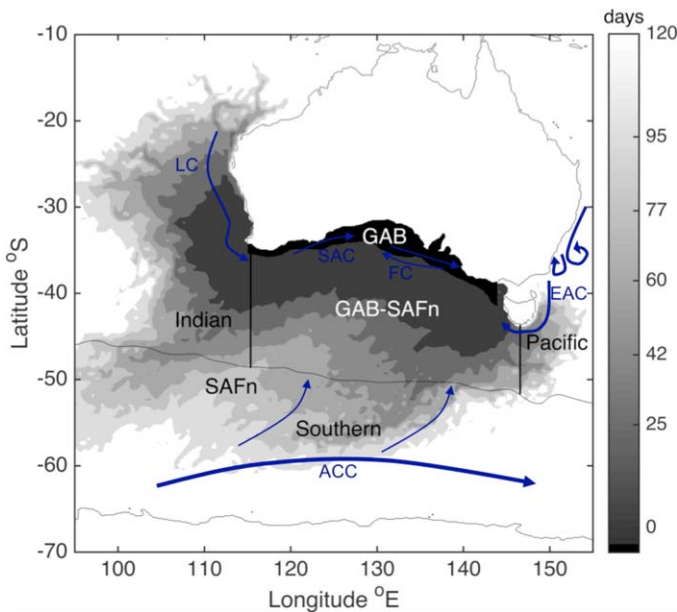 days
-10
-20
-30
-40
-50
-60
-70
Latitude °S
100
110
120
130
140
150
Longitude °E
120
95
77
60
42
25
0
LC
GAB
SAC
FC
EAC
GAB-SAFn
Indian
Pacific
SAFn
Southern
ACC